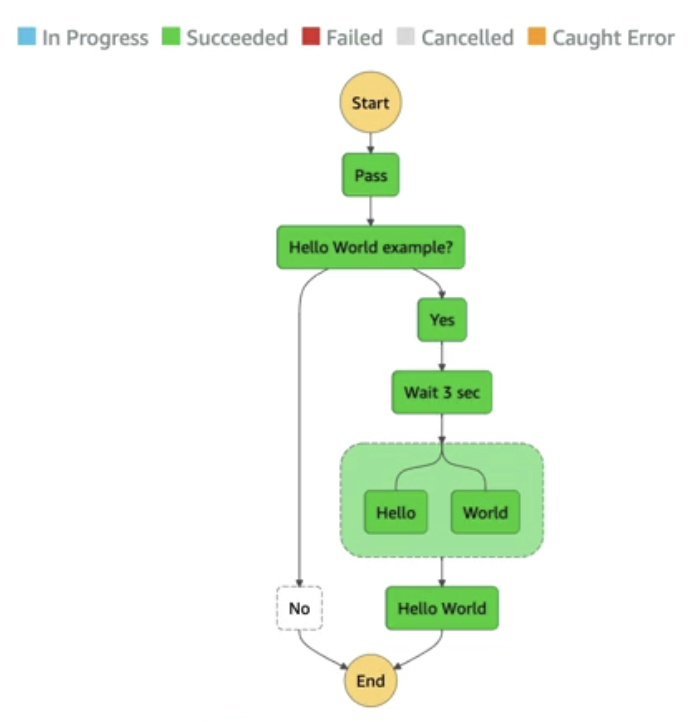 In Progress Succeeded Failed Cancelled Caught Error
Start
Pass
Hello World example?
Yes
Wait 3 sec
Hello World
No Hello World
End